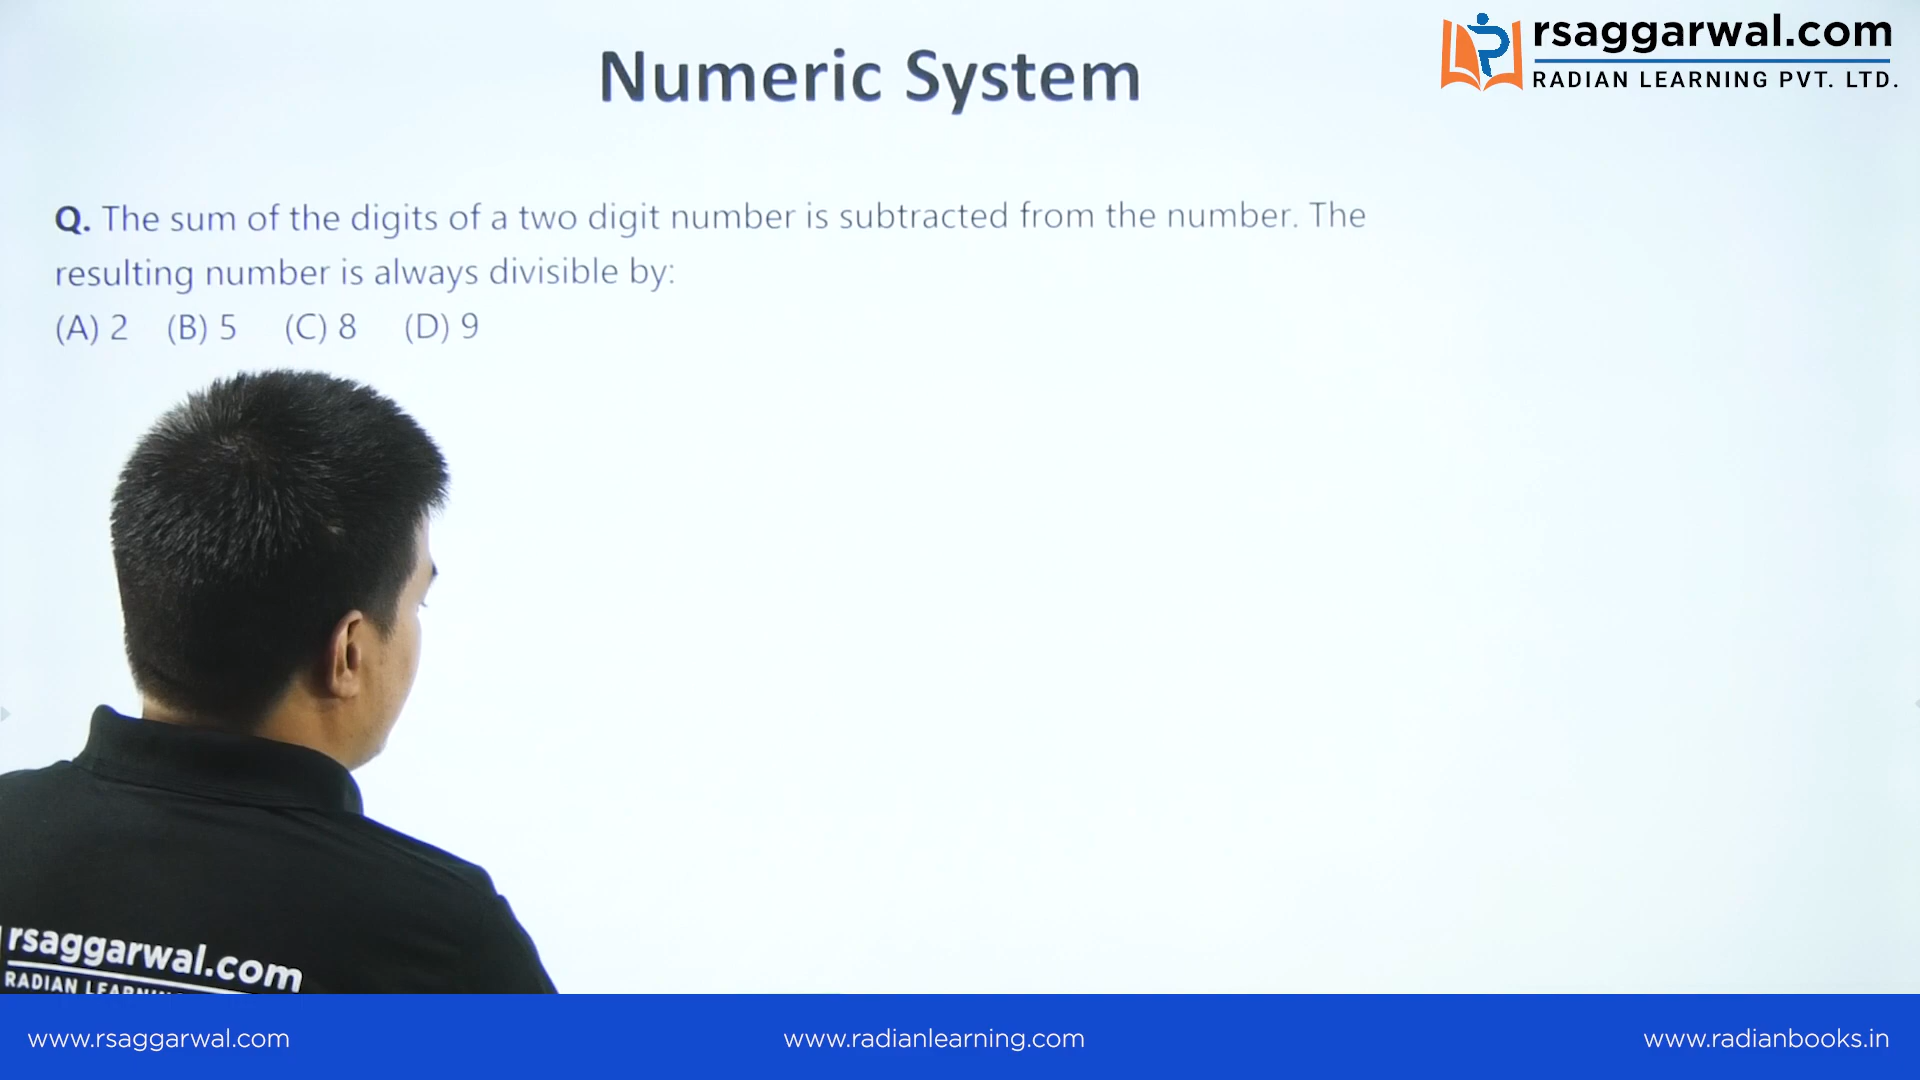 rsaggarwal.com
RADIAN LEARNING PVT. LTD.
Numeric System
Q. The sum of the digits of a two digit number is subtracted from the number. The
resulting number is always divisible by:
(A) 2 (B) 5 (C) 8 (D) 9
rsaggarwal.com
RADIAN
www.rsaggarwal.com www.radianlearning.com www.radianbooks.in